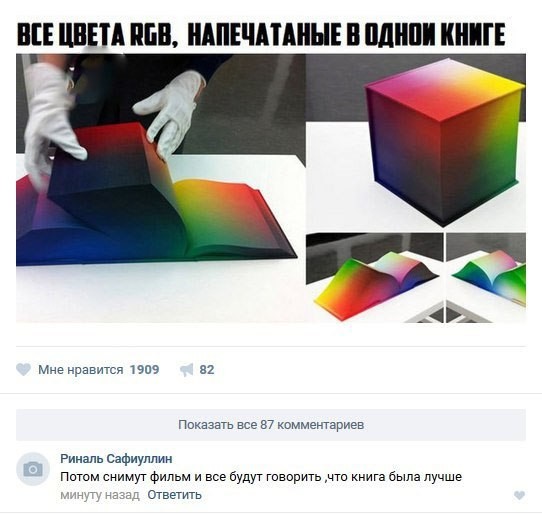 ВСЕ ЦВЕТА RGB, НАПЕЧАТАНЫЕ В ОДНОЙ КНИГЕ
Мне нравится 1909 82
Показать все 87 комментариев
Риналь Сафиуллин
Потом снимут фильм и все будут говорить ,что книга была лучше
минуту назад Ответить